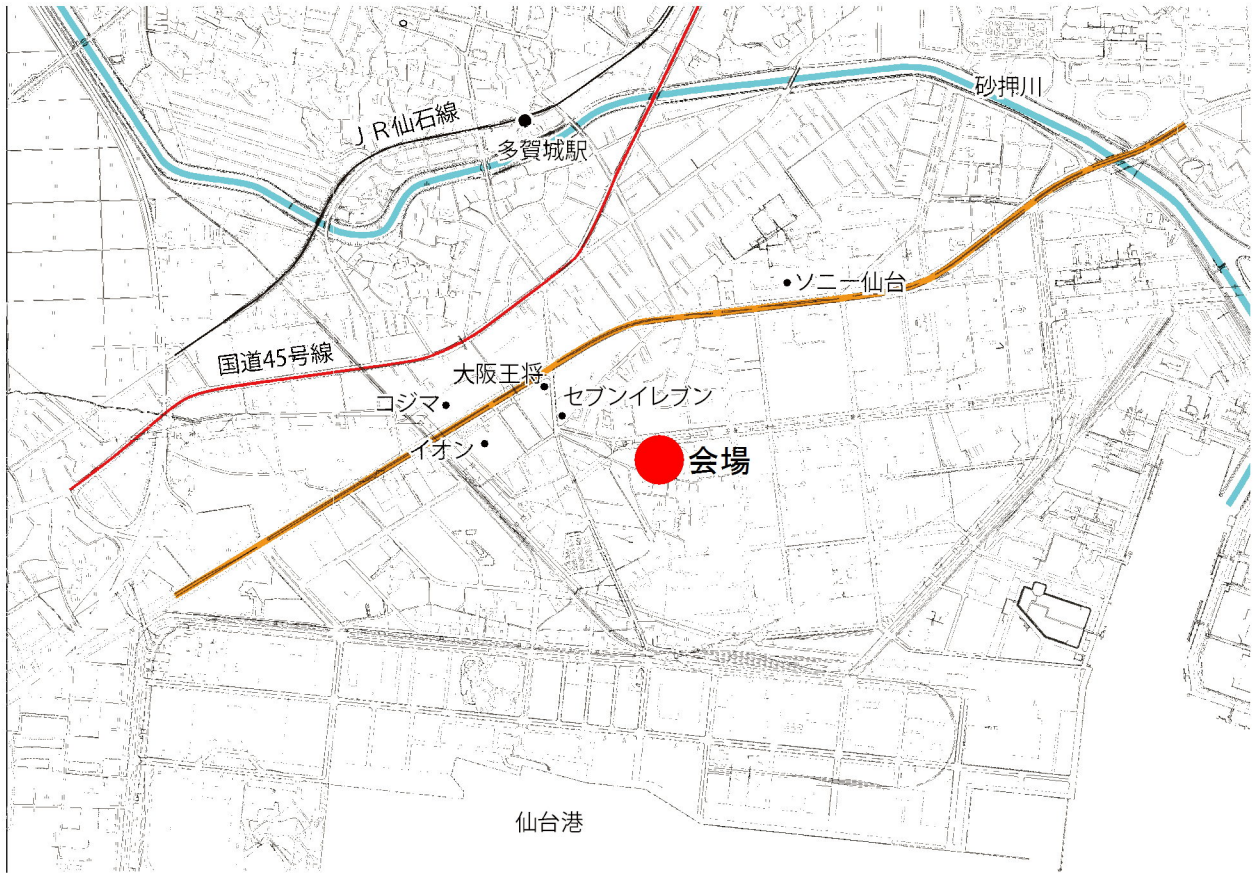 砂押川
ＪＲ仙石線
多賀城駅
ソニー仙台
国道45号線
大阪王将
セブンイレブン
コジマ
イオン
会場
仙台港